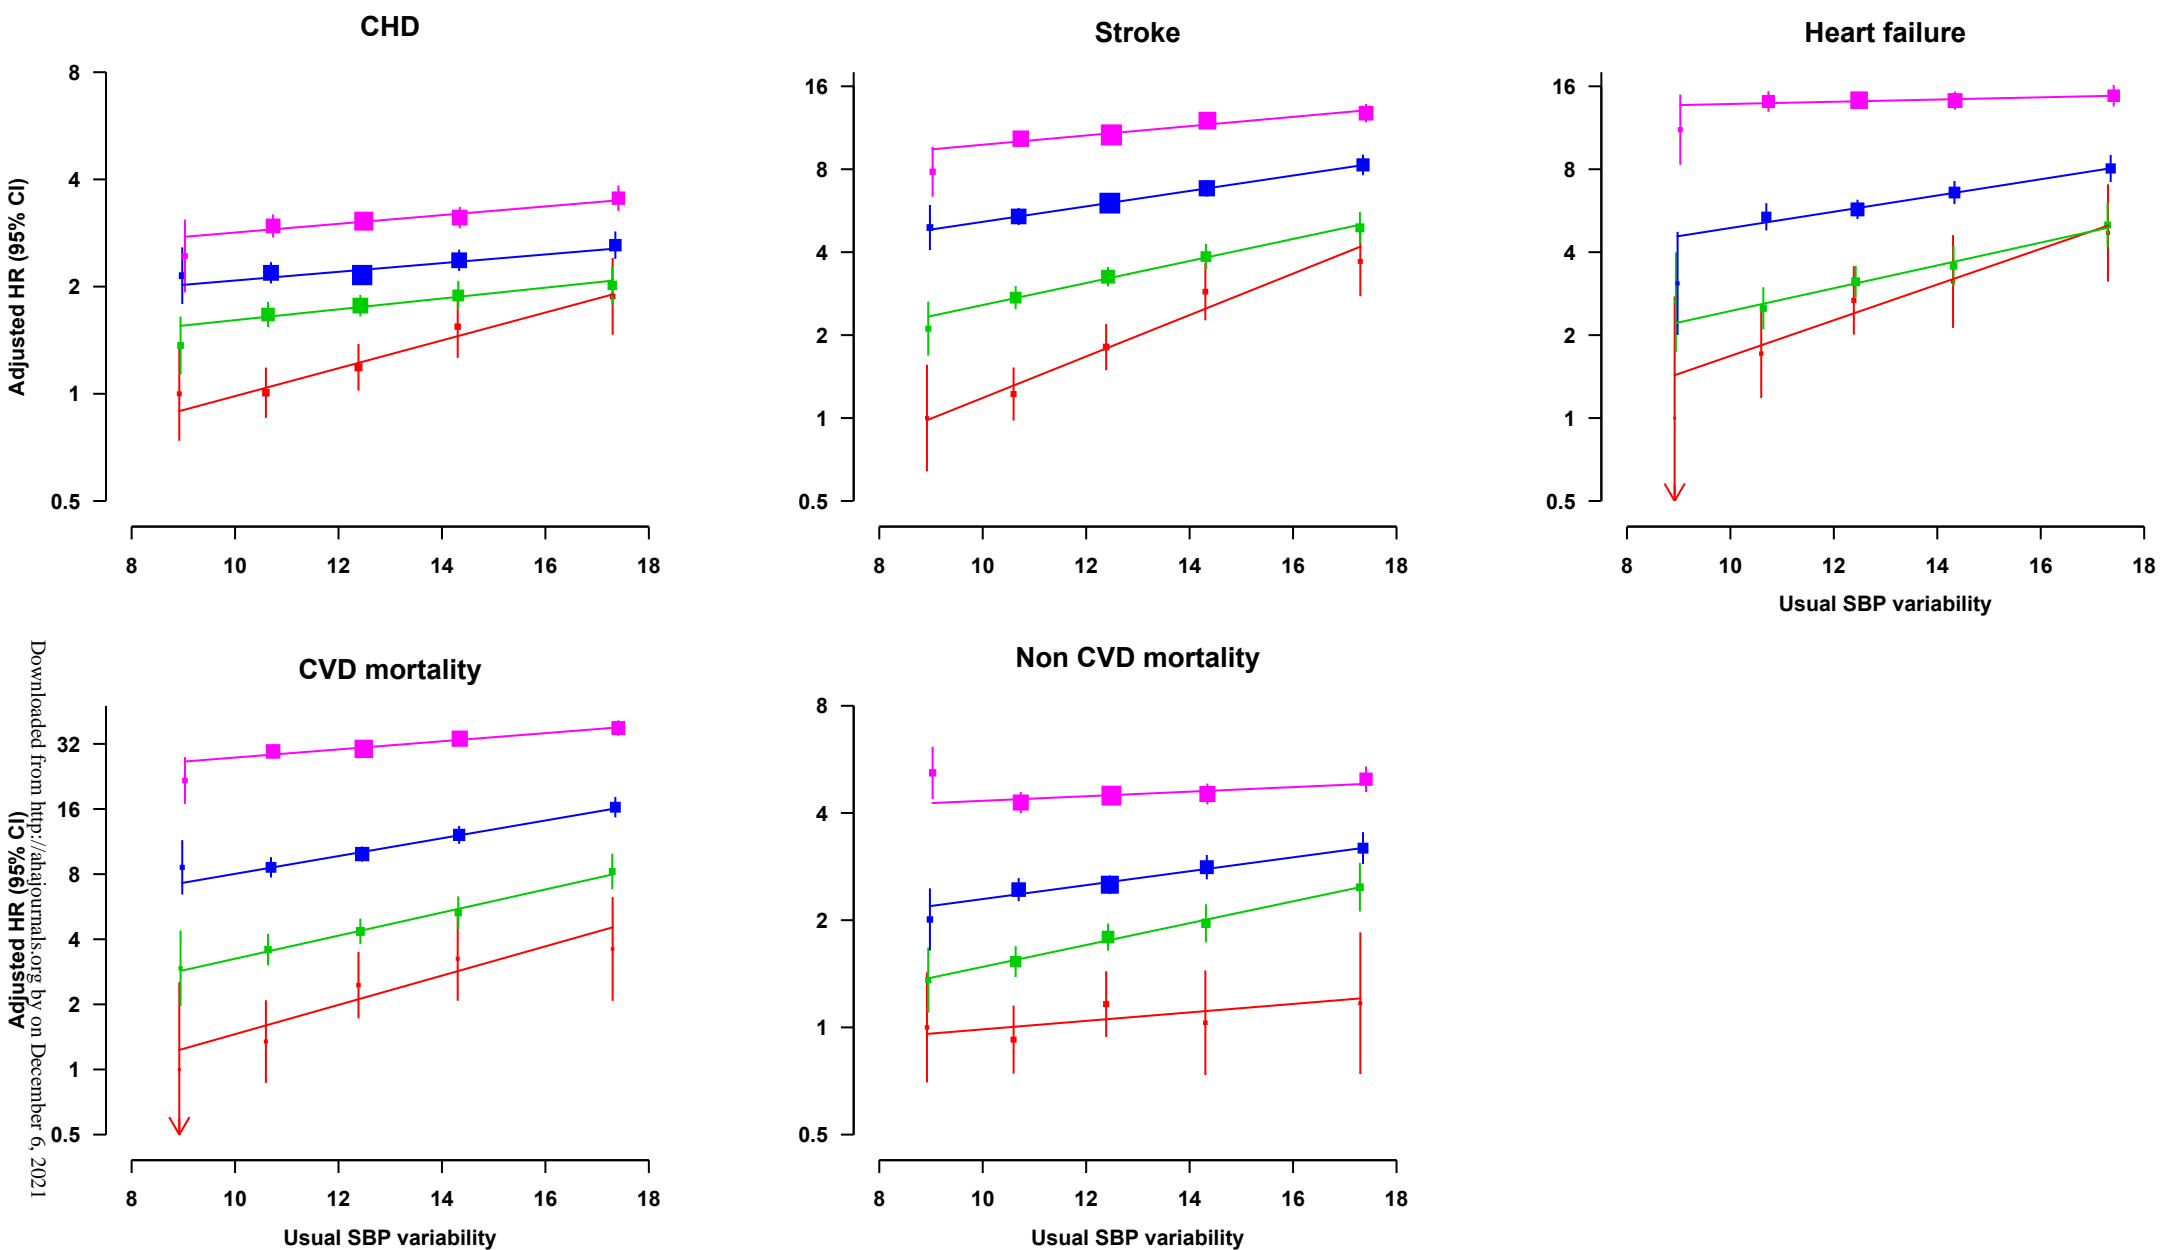 CHD
Stroke
Heart failure
Adjusted HR (95% CI)
8
4
2
1
0.5
8 10 12 14 16 18
16
8
4
2
1
0.5
8 10 12 14 16 18
16
8
4
2
1
0.5
8 10 12 14 16 18
Usual SBP variability
CVD mortality
Non CVD mortality
Adjusted HR (95% CI)
32
16
8
4
2
1
0.5
8 10 12 14 16 18
Usual SBP variability
8
4
2
1
0.5
8 10 12 14 16 18
Usual SBP variability
Downloaded from http://ahajournals.org by on December 6, 2021